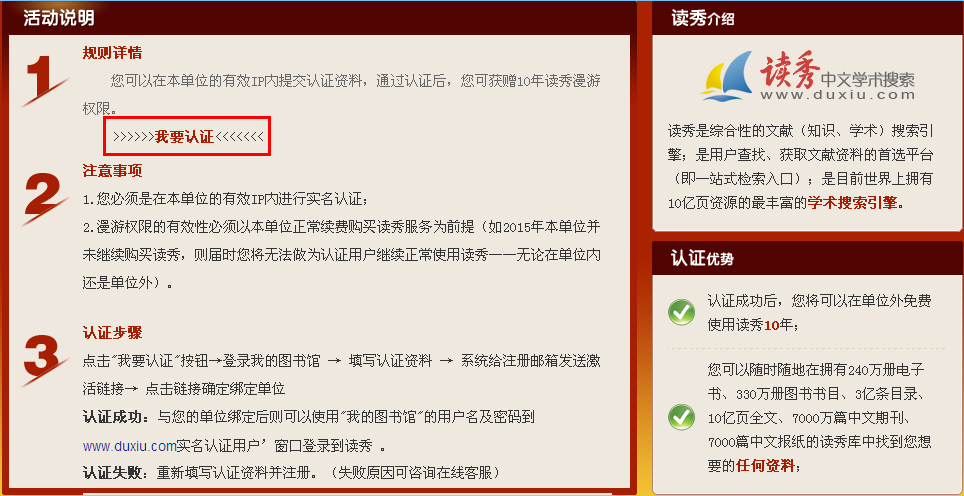 活动说明
1
规则详情
您可以在本单位的有效IP内提交认证资料，通过认证后，您可获赠10年读秀漫游
权限。
>>>>>>我要认证<<<<<<<
2
注意事项
1.您必须是在本单位的有效IP内进行实名认证；
2.漫游权限的有效性必须以本单位正常续费购买读秀服务为前提（如2015年本单位并
未继续购买读秀，则届时您将无法做为认证用户继续正常使用读秀——无论在单位内
还是单位外）。
3
认证步骤
点击"我要认证"按钮→登录我的图书馆 → 填写认证资料 → 系统给注册邮箱发送激
活链接→ 点击链接确定绑定单位
认证成功：与您的单位绑定后则可以使用"我的图书馆"的用户名及密码到
www.duxiu.com实名认证用户’窗口登录到读秀 。
认证失败：重新填写认证资料并注册。（失败原因可咨询在线客服）
读秀介绍
读秀中文学术搜索
www.duxiu.com
读秀是综合性的文献（知识、学术）搜索引
擎；是用户查找、获取文献资料的首选平台
（即一站式检索入口）；是目前世界上拥有
10亿页资源的最丰富的学术搜索引擎。
认证优势
认证成功后，您将可以在单位外免费
使用读秀10年；
您可以随时随地在拥有240万册电子
书、330万册图书书目、3亿条目录、
10亿页全文、7000万篇中文期刊、
7000篇中文报纸的读秀库中找到您想
要的任何资料；